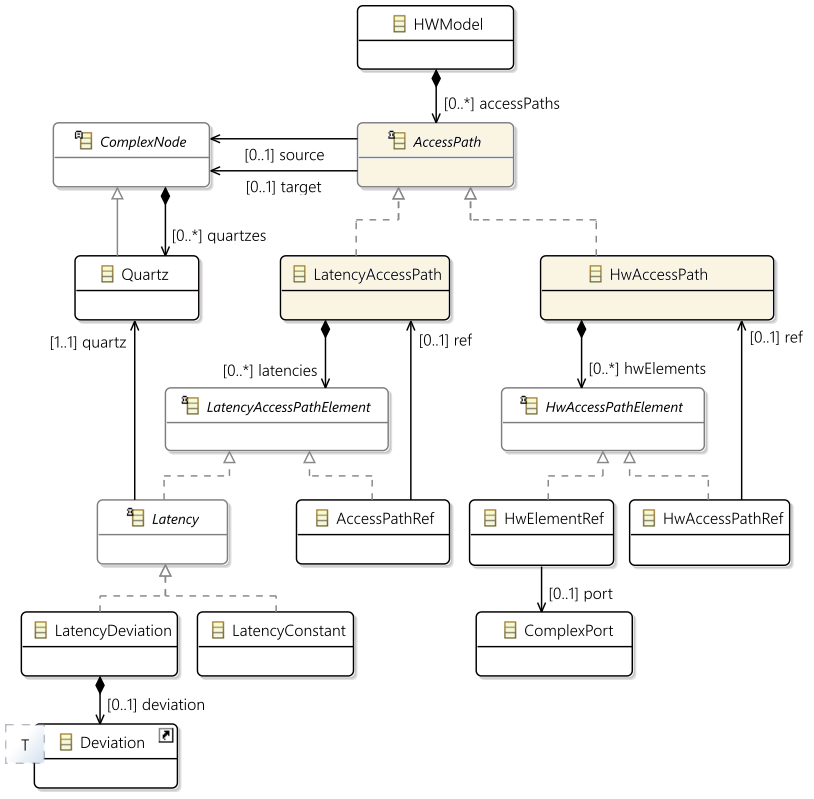 HWModel
[0..*] accessPaths
ComplexNode
AccessPath
[0..1] source
[0..1] target
[0..*] quartzes
Quartz
LatencyAccessPath
HwAccessPath
[1..1] quartz
[0..1] ref
[0..1] ref
[0..*] latencies
[0..*] hwElements
LatencyAccessPathElement
HwAccessPathElement
Latency
AccessPathRef
HwElementRef
HwAccessPathRef
[0..1] port
LatencyDeviation
LatencyConstant
ComplexPort
[0..1] deviation
T
Deviation